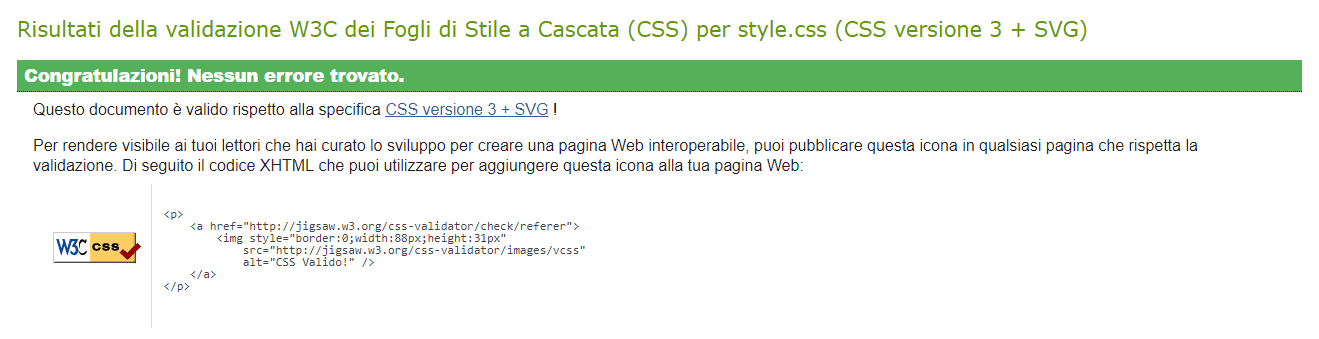 Risultati della validazione W3C dei Fogli di Stile a Cascata (CSS) per style.css (CSS versione 3 + SVG)
Congratulazioni! Nessun errore trovato.
Questo documento è valido rispetto alla specifica CSS versione 3 + SVG !
Per rendere visibile ai tuoi lettori che hai curato lo sviluppo per creare una pagina Web interoperabile, puoi pubblicare questa icona in qualsiasi pagina che rispetta la
validazione. Di seguito il codice XHTML che puoi utilizzare per aggiungere questa icona alla tua pagina Web:
W3C css
<p>
    <a href="http://jigsaw.w3.org/css-validator/check/referer">
        <img style="border:0;width:88px;height:31px"
            src="http://jigsaw.w3.org/css-validator/images/vcss"
            alt="CSS Valido!" />
    </a>
</p>